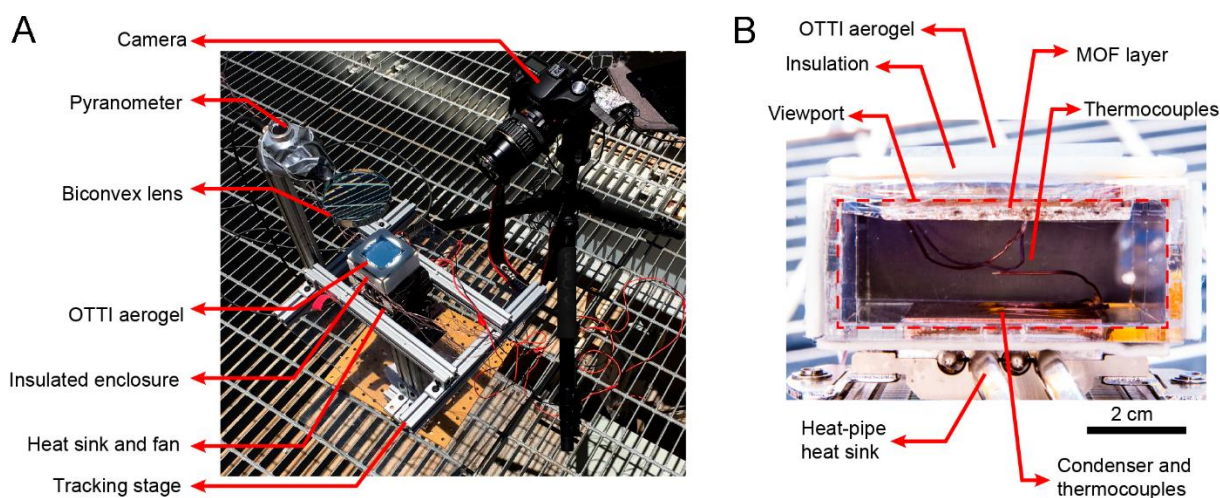 A
Camera
Pyranometer
Biconvex lens
OTTI aerogel
Insulated enclosure
Heat sink and fan
Tracking stage
B
OTTI aerogel
Insulation
Viewport
MOF layer
Thermocouples
Heat-pipe
heat sink
2 cm
Condenser and
thermocouples